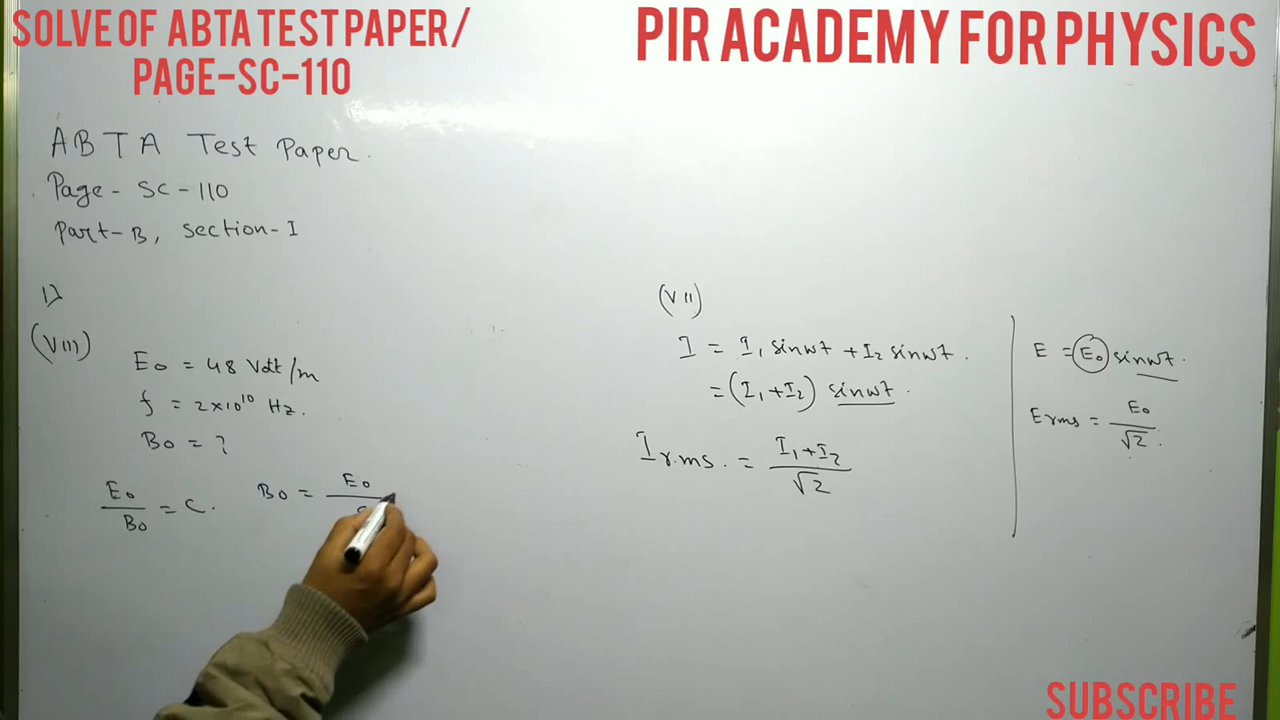 SOLVE OF ABTA TEST PAPER/
PAGE-SC-110
PIR ACADEMY FOR PHYSICS
ABTA Test Paper.
Page - SC - 110
Part-B, section-I
1>
(VIII)
E₀ = 48 Volt/m
f = 2×10¹⁰ Hz.
B₀ = ?
E₀/B₀ = C.
B₀ = E₀/
(VII)
I = I₁ sinωt + I₂ sinωt.
= (I₁+I₂) sinωt.
Ir.m.s. = I₁+I₂/√2
E = E₀ sinωt.
Erms = E₀/√2.
SUBSCRIBE